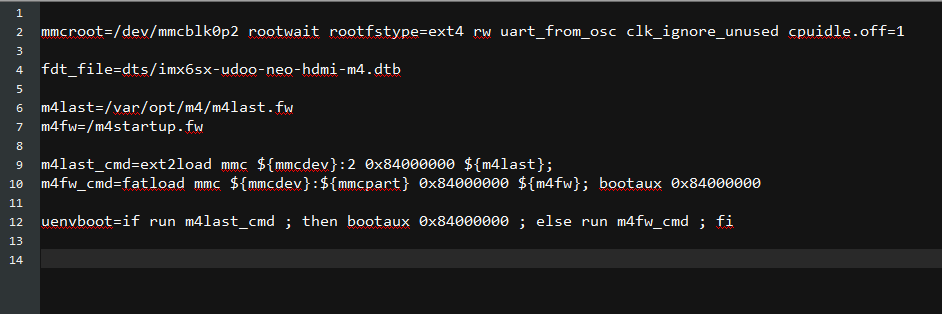 1
2 mmcroot=/dev/mmcblk0p2 rootwait rootfstype=ext4 rw uart_from_osc clk_ignore_unused cpuidle.off=1
3
4 fdt_file=dts/imx6sx-udoo-neo-hdmi-m4.dtb
5
6 m4last=/var/opt/m4/m4last.fw
7 m4fw=/m4startup.fw
8
9 m4last_cmd=ext2load mmc ${mmcdev}:2 0x84000000 ${m4last};
10 m4fw_cmd=fatload mmc ${mmcdev}:${mmcpart} 0x84000000 ${m4fw}; bootaux 0x84000000
11
12 uenvboot=if run m4last_cmd ; then bootaux 0x84000000 ; else run m4fw_cmd ; fi
13
14